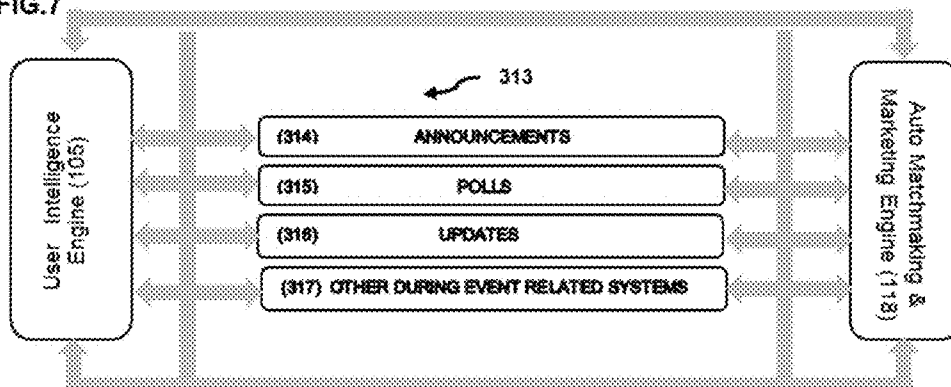 FIG.7
313
User Intelligence
Engine (105)
(314) ANNOUNCEMENTS
(315) POLLS
(316) UPDATES
(317) OTHER DURING EVENT RELATED SYSTEMS
Auto Matchmaking &
Marketing Engine (118)